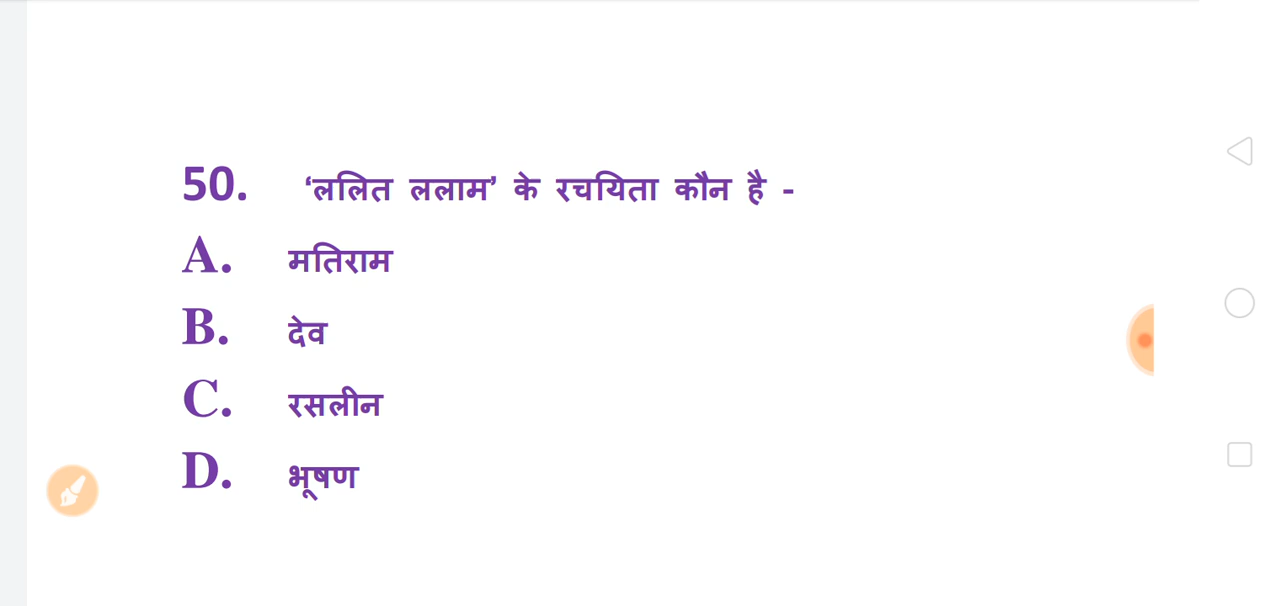 50. ‘ललित ललाम’ के रचयिता कौन है -
A. मतिराम
B. देव
C. रसलीन
D. भूषण